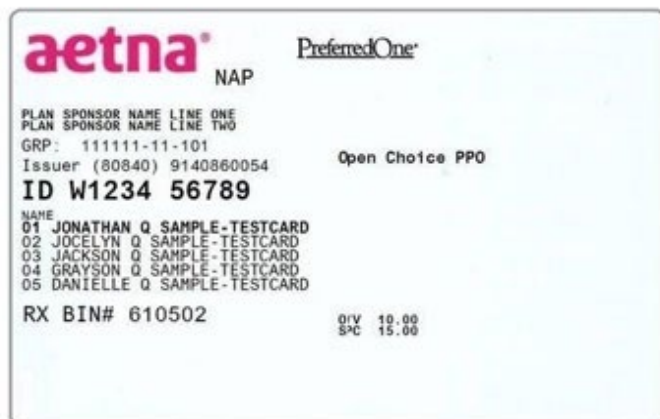 aetna
PreferredOne
NAP
PLAN SPONSOR NAME LINE ONE
PLAN SPONSOR NAME LINE TWO
GRP: 111111-11-101
Issuer (80840) 9140860054
Open Choice PPO
ID W1234 56789
NAME
01 JONATHAN Q SAMPLE-TESTCARD
02 JOCELYN Q SAMPLE-TESTCARD
03 JACKSON Q SAMPLE-TESTCARD
04 GRAYSON Q SAMPLE-TESTCARD
05 DANIELLE Q SAMPLE-TESTCARD
RX BIN# 610502
O/V 10.00
SPC 15.00